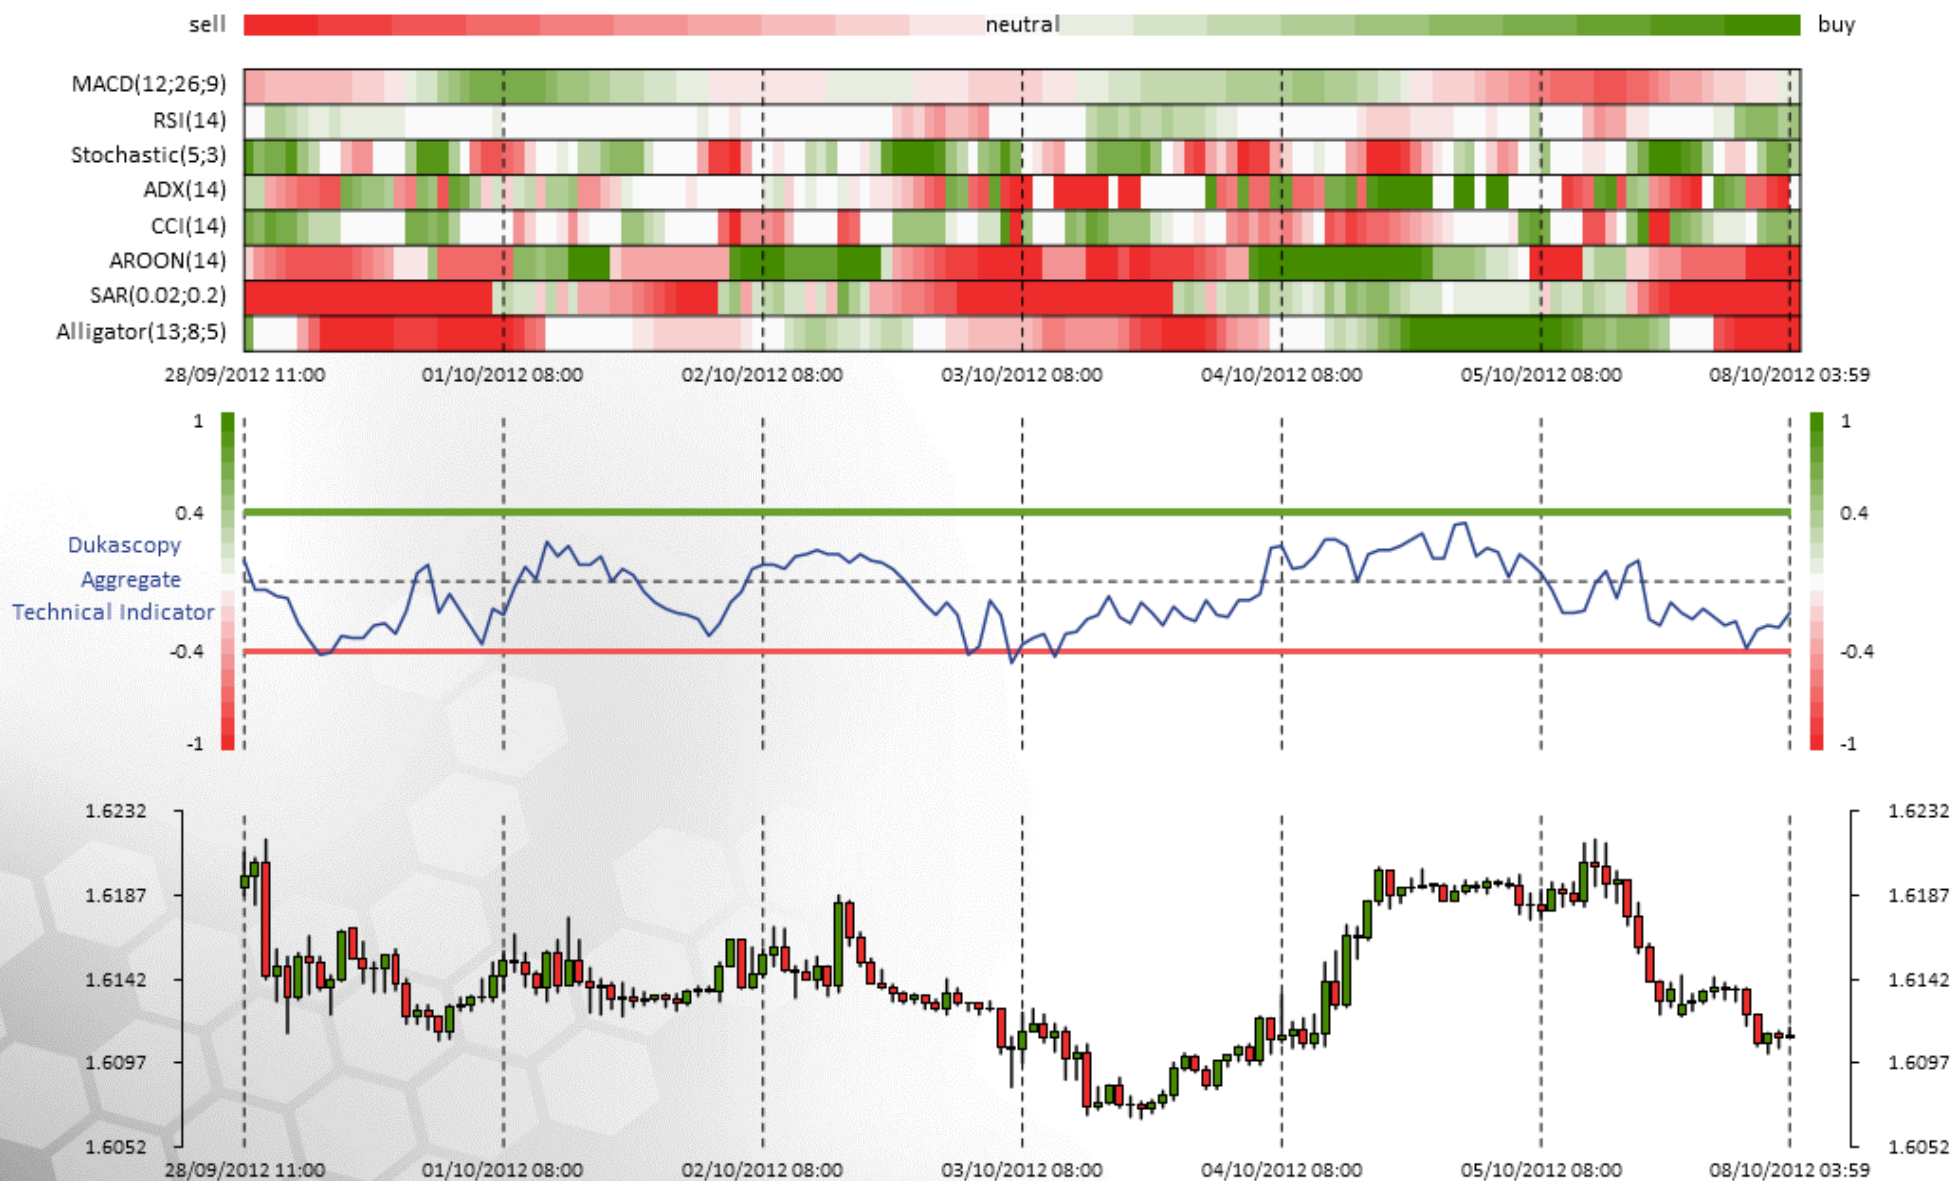 sell neutral buy
MACD(12;26;9)
RSI(14)
Stochastic(5;3)
ADX(14)
CCI(14)
AROON(14)
SAR(0.02;0.2)
Alligator(13;8;5)
28/09/2012 11:00 01/10/2012 08:00 02/10/2012 08:00 03/10/2012 08:00 04/10/2012 08:00 05/10/2012 08:00 08/10/2012 03:59
1 1
0.4 0.4
Dukascopy
Aggregate
Technical Indicator
-0.4 -0.4
-1 -1
1.6232 1.6232
1.6187 1.6187
1.6142 1.6142
1.6097 1.6097
1.6052 1.6052
28/09/2012 11:00 01/10/2012 08:00 02/10/2012 08:00 03/10/2012 08:00 04/10/2012 08:00 05/10/2012 08:00 08/10/2012 03:59